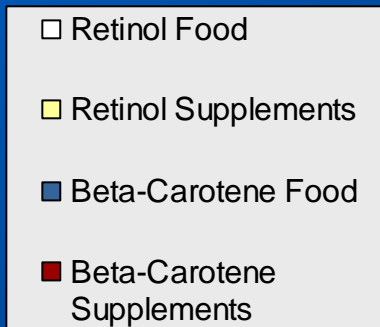 Retinol Food
Retinol Supplements
Beta-Carotene Food
Beta-Carotene
Supplements